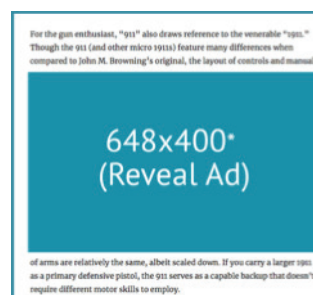 For the gun enthusiast, "911" also draws reference to the venerable "1911."
Though the 911 (and other micro 1911s) feature many differences when
compared to John M. Browning's original, the layout of controls and manual
648x400*
(Reveal Ad)
of arms are relatively the same, albeit scaled down. If you carry a larger 1911
as a primary defensive pistol, the 911 serves as a capable backup that doesn't
require different motor skills to employ.